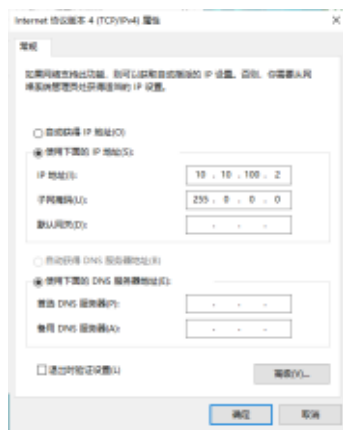 Internet 协议版本 4 (TCP/IPv4) 属性
常规
如果网络支持此功能，则可以获取自动指派的 IP 设置。否则，你需要从网
络系统管理员处获得适当的 IP 设置。
自动获得 IP 地址(O)
使用下面的 IP 地址(S):
IP 地址(I):
10 . 10 . 100 . 2
子网掩码(U):
255 . 0 . 0 . 0
默认网关(D):
自动获得 DNS 服务器地址(B)
使用下面的 DNS 服务器地址(E):
首选 DNS 服务器(P):
备用 DNS 服务器(A):
退出时验证设置(L)
高级(V)...
确定
取消